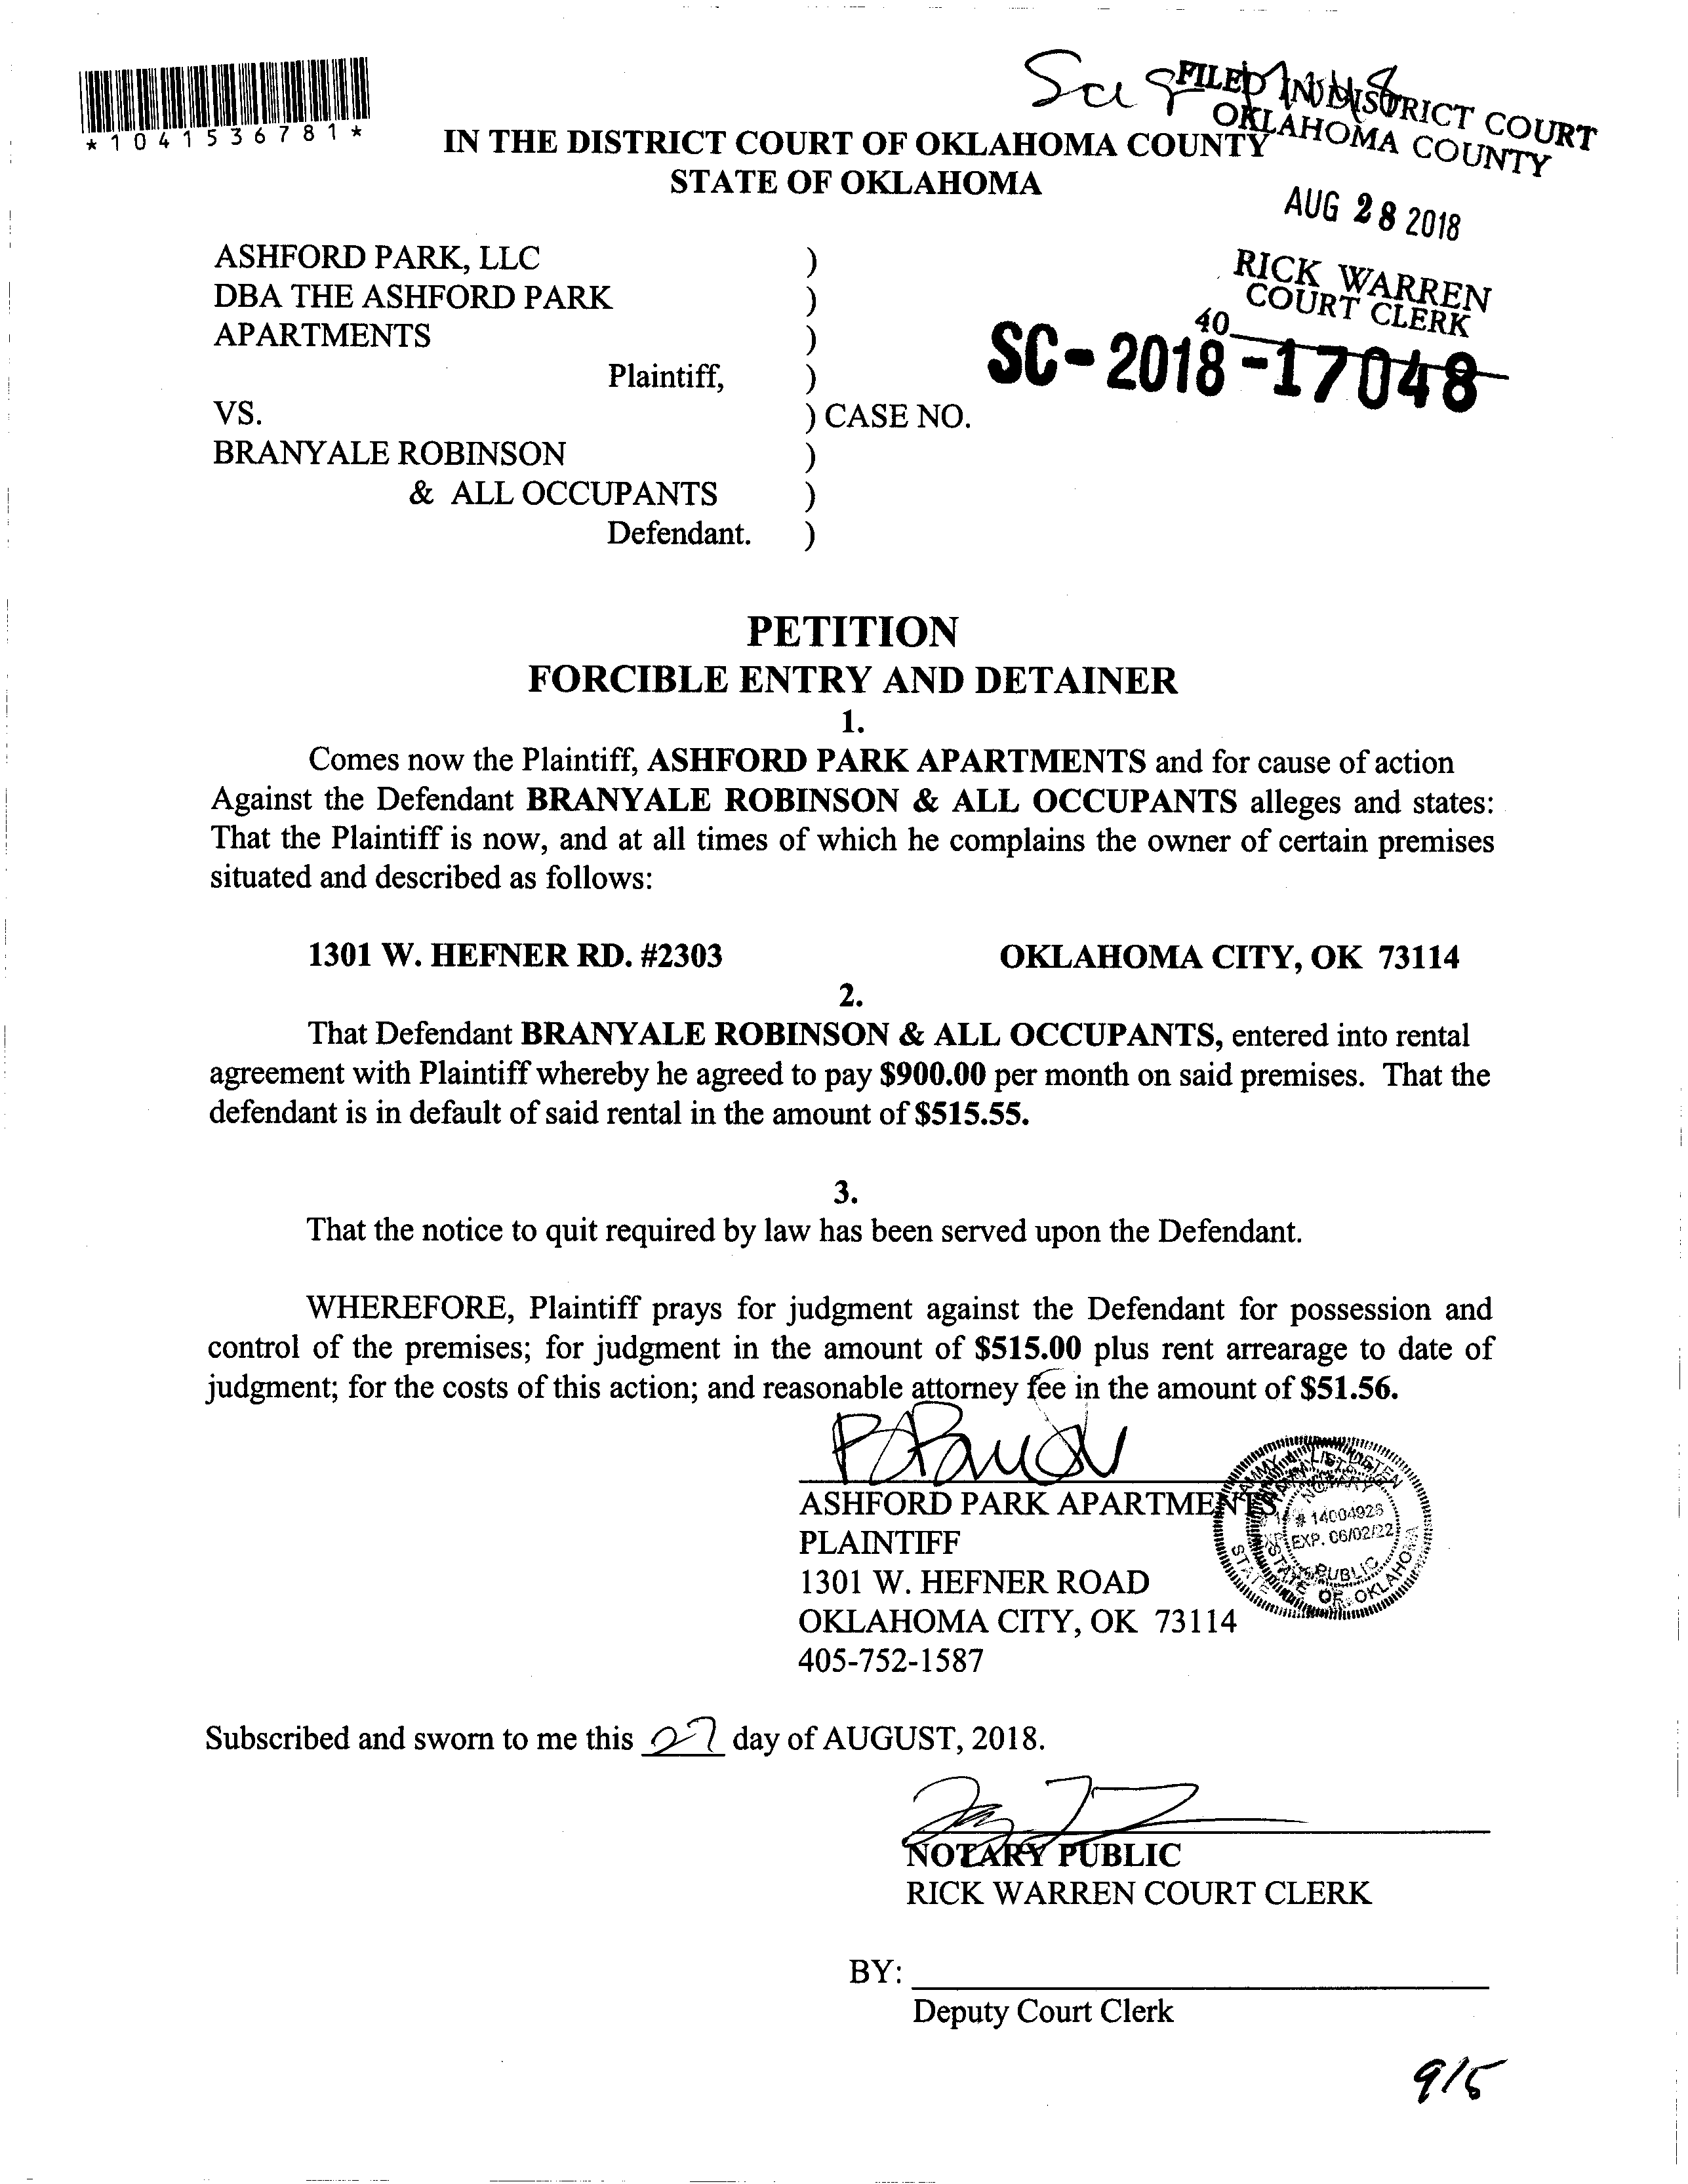 *1041536781*
FILED IN DISTRICT COURT
OKLAHOMA COUNTY
IN THE DISTRICT COURT OF OKLAHOMA COUNTY
STATE OF OKLAHOMA
AUG 28 2018
RICK WARREN
COURT CLERK
40
SC-2018-17048
ASHFORD PARK, LLC )
DBA THE ASHFORD PARK )
APARTMENTS )
Plaintiff, )
VS. ) CASE NO.
BRANYALE ROBINSON )
& ALL OCCUPANTS )
Defendant. )
PETITION
FORCIBLE ENTRY AND DETAINER
1.
Comes now the Plaintiff, ASHFORD PARK APARTMENTS and for cause of action
Against the Defendant BRANYALE ROBINSON & ALL OCCUPANTS alleges and states:
That the Plaintiff is now, and at all times of which he complains the owner of certain premises
situated and described as follows:
1301 W. HEFNER RD. #2303 OKLAHOMA CITY, OK 73114
2.
That Defendant BRANYALE ROBINSON & ALL OCCUPANTS, entered into rental
agreement with Plaintiff whereby he agreed to pay $900.00 per month on said premises. That the
defendant is in default of said rental in the amount of $515.55.
3.
That the notice to quit required by law has been served upon the Defendant.
WHEREFORE, Plaintiff prays for judgment against the Defendant for possession and
control of the premises; for judgment in the amount of $515.00 plus rent arrearage to date of
judgment; for the costs of this action; and reasonable attorney fee in the amount of $51.56.
ASHFORD PARK APARTMENTS,
PLAINTIFF
1301 W. HEFNER ROAD
OKLAHOMA CITY, OK 73114
405-752-1587
NOTARY
# 14004926
EXP. 06/02/22
PUBLIC
STATE OF OKLAHOMA
Subscribed and sworn to me this 27 day of AUGUST, 2018.
NOTARY PUBLIC
RICK WARREN COURT CLERK
BY:
Deputy Court Clerk
9/5